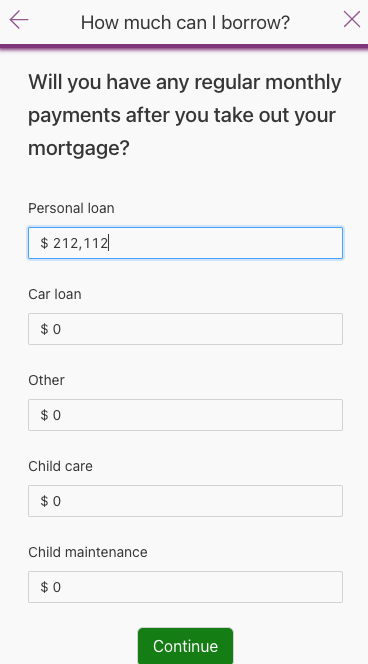 How much can I borrow?
Will you have any regular monthly
payments after you take out your
mortgage?
Personal loan
$ 212,112
Car loan
$ 0
Other
$ 0
Child care
$ 0
Child maintenance
$ 0
Continue